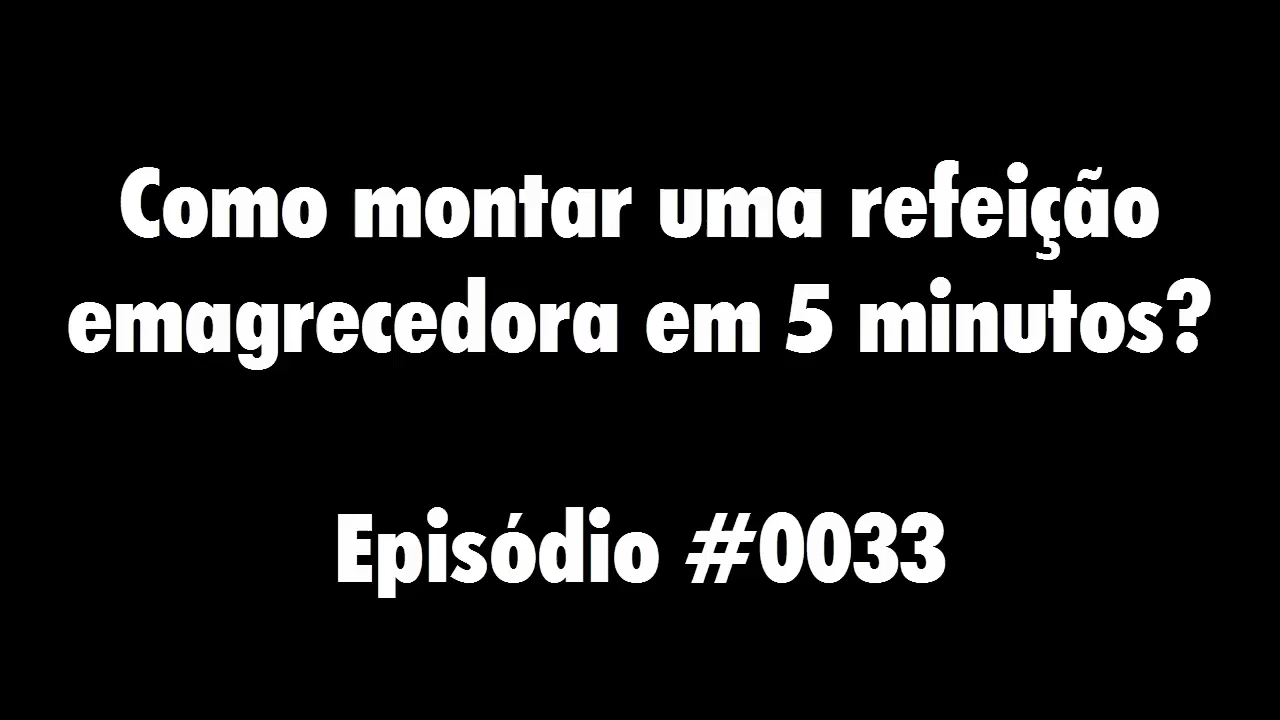 Como montar uma refeição
emagrecedora em 5 minutos?
Episódio #0033